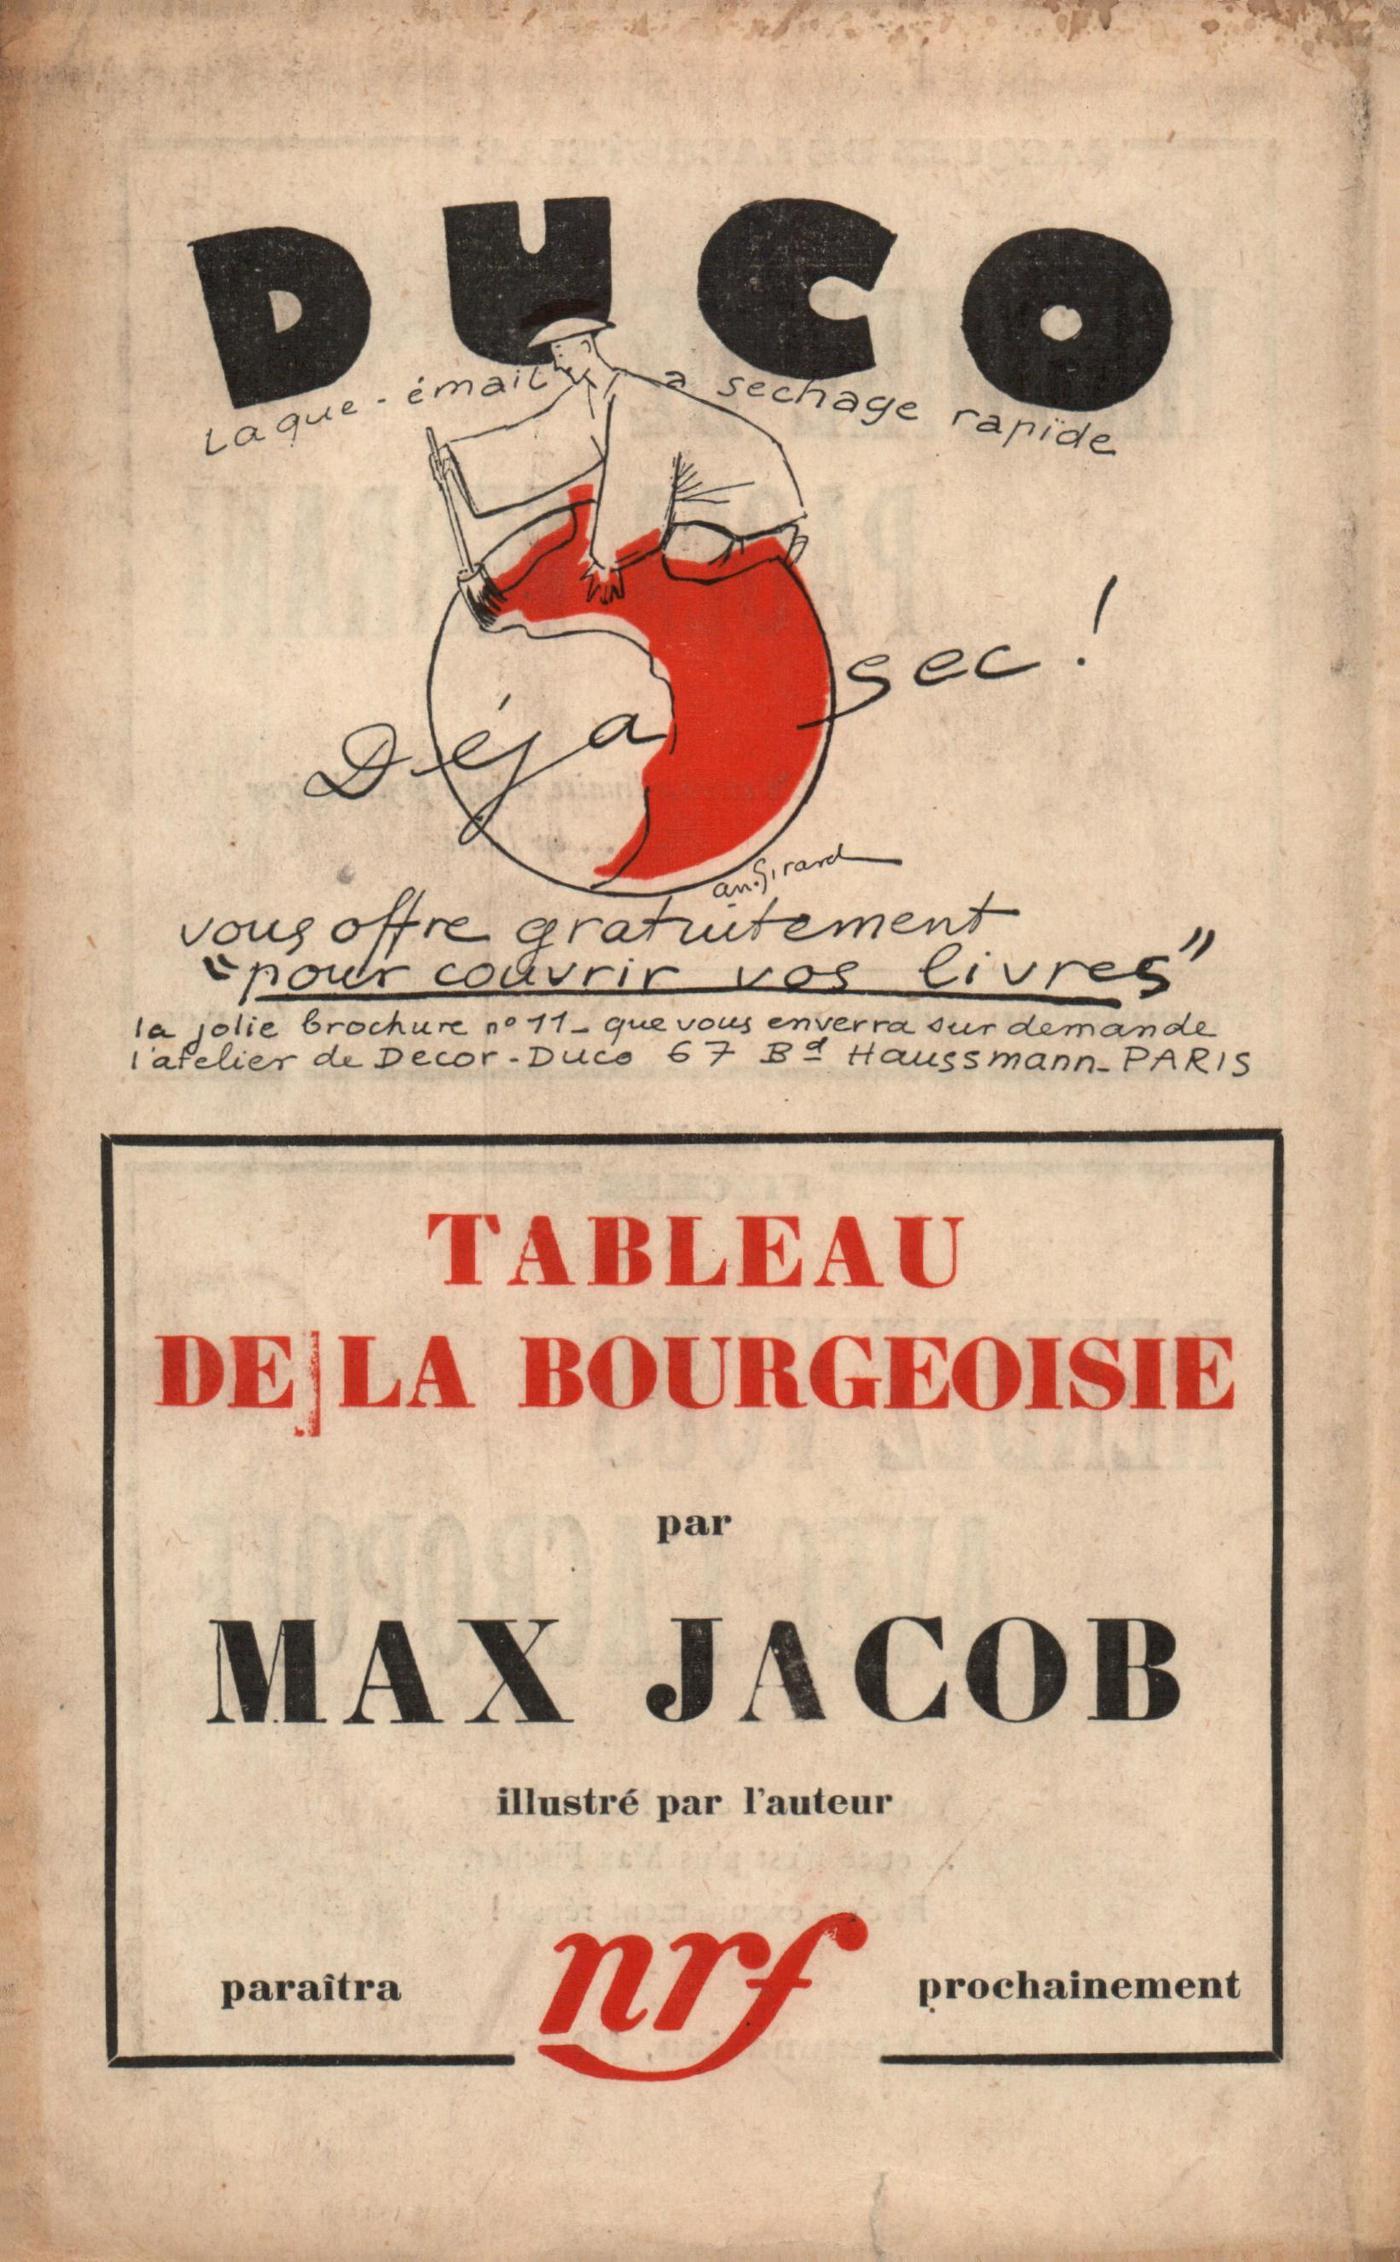 DUCO
Laque-émail a sechage rapide
Déja sec !
an. Girard
vous offre gratuitement
"pour couvrir vos livres"
la jolie brochure n° 11 - que vous enverra sur demande
l'atelier de Decor-Duco 67 Bd Haussmann - PARIS
TABLEAU
DE LA BOURGEOISIE
par
MAX JACOB
illustré par l'auteur
paraîtra nrf prochainement